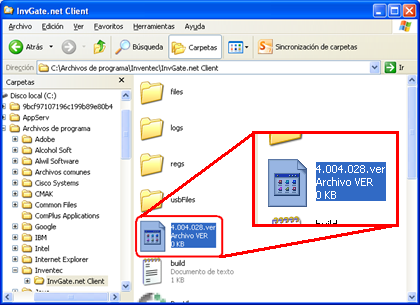 InvGate.net Client
Archivo Edición Ver Favoritos Herramientas Ayuda
Atrás Búsqueda Carpetas Sincronización de carpetas
Dirección C:\Archivos de programa\Inventec\InvGate.net Client Ir
Carpetas
Disco local (C:)
9bcf97107196c199b89e80b4
AppServ
Archivos de programa
Adobe
Alcohol Soft
Alwil Software
Archivos comunes
Cisco Systems
CMAK
Common Files
ComPlus Applications
Google
IBM
Intel
Internet Explorer
Inventec
InvGate.net Client
files
logs
regs
usbFiles
4.004.028.ver
Archivo VER
0 KB
build
Documento de texto
1 KB
4.004.028.ver
Archivo VER
0 KB
build